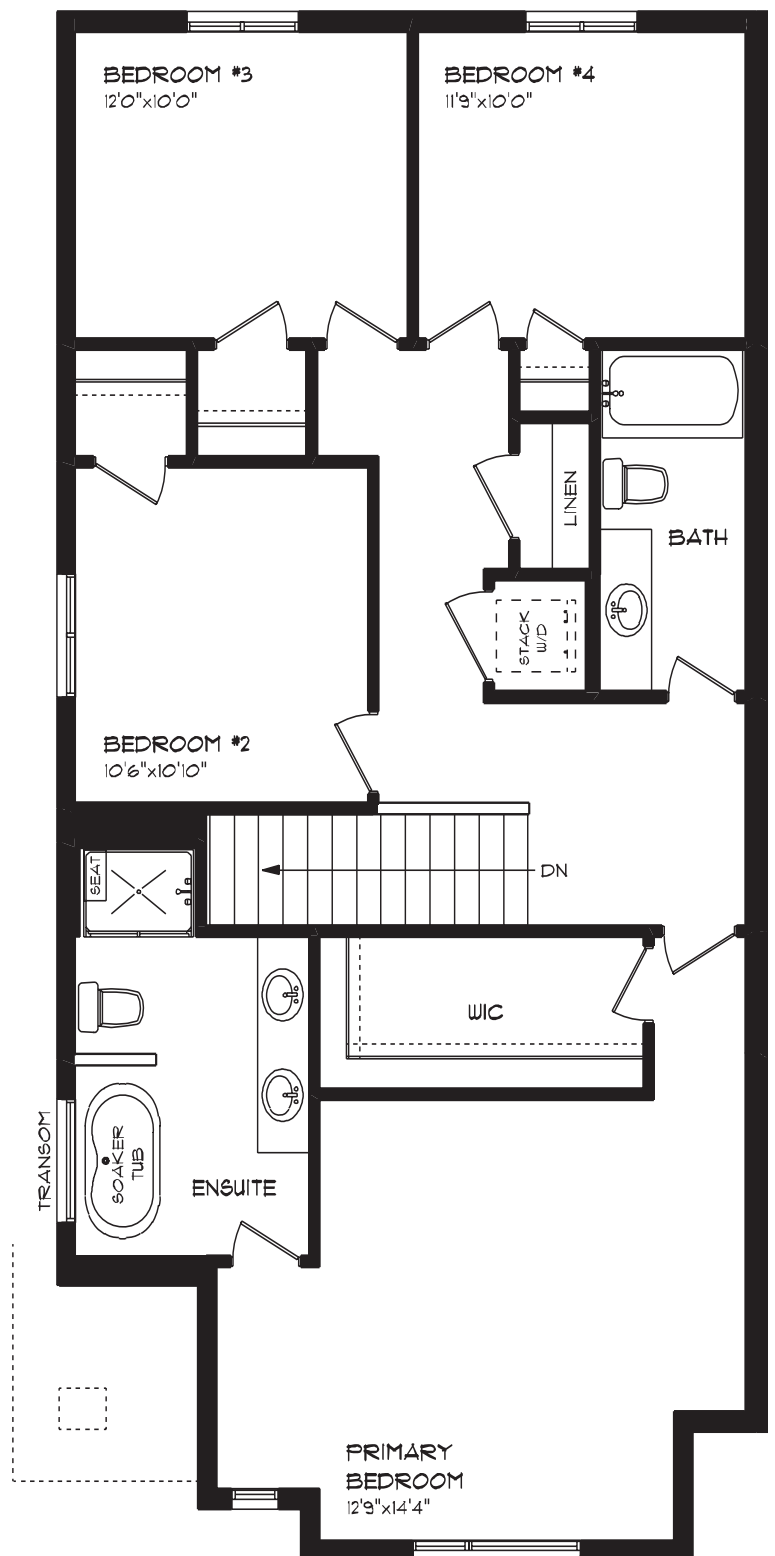 BEDROOM #3
12'0"x10'0"
BEDROOM #4
11'9"x10'0"
LINEN
BATH
STACK
W/D
BEDROOM #2
10'6"x10'10"
SEAT
DN
WIC
TRANSOM
SOAKER
TUB
ENSUITE
PRIMARY
BEDROOM
12'9"x14'4"